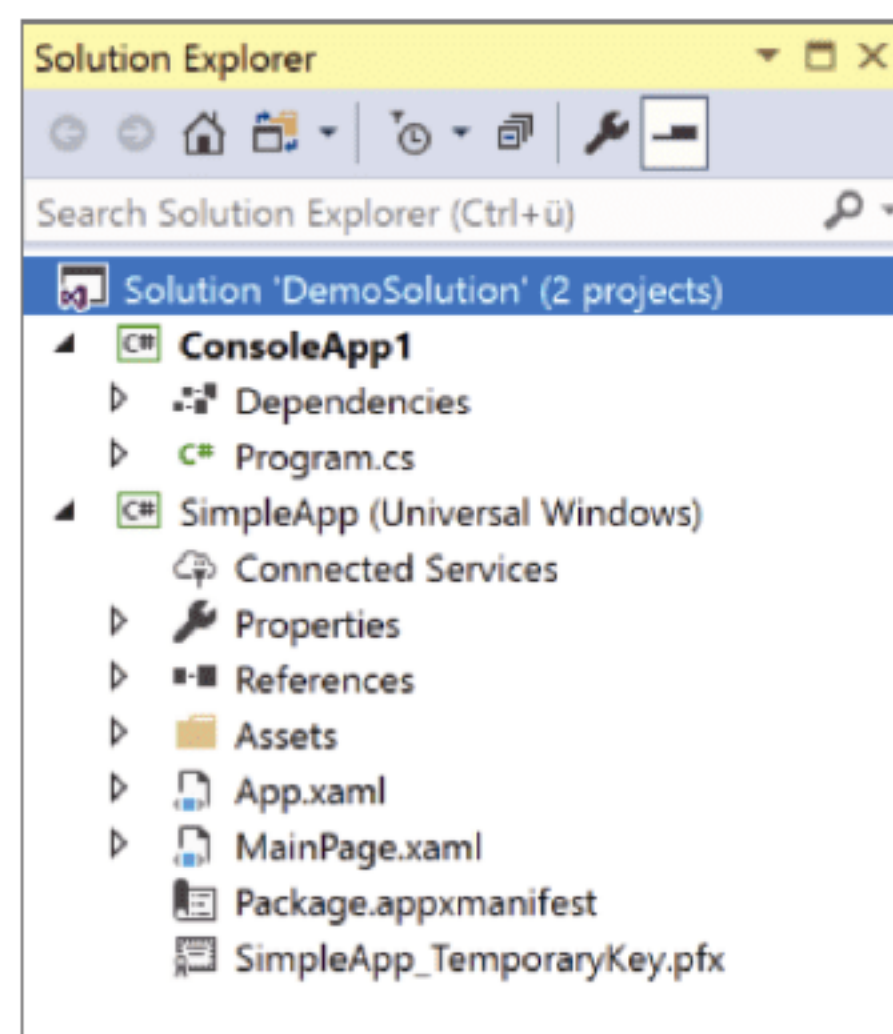 Solution Explorer
Search Solution Explorer (Ctrl+ü)
Solution 'DemoSolution' (2 projects)
C# ConsoleApp1
Dependencies
C# Program.cs
C# SimpleApp (Universal Windows)
Connected Services
Properties
References
Assets
App.xaml
MainPage.xaml
Package.appxmanifest
SimpleApp_TemporaryKey.pfx